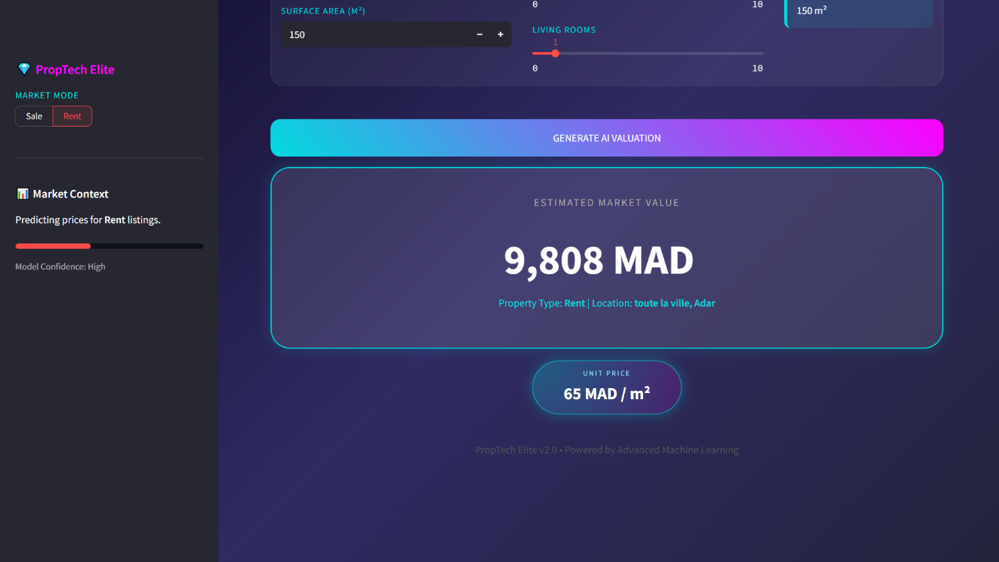 💎 PropTech Elite
MARKET MODE
Sale Rent
📊 Market Context
Predicting prices for Rent listings.
Model Confidence: High
SURFACE AREA (M²)
150 − +
0 10
LIVING ROOMS
1
0 10
150 m²
GENERATE AI VALUATION
ESTIMATED MARKET VALUE
9,808 MAD
Property Type: Rent | Location: toute la ville, Adar
UNIT PRICE
65 MAD / m²
PropTech Elite v2.0 • Powered by Advanced Machine Learning